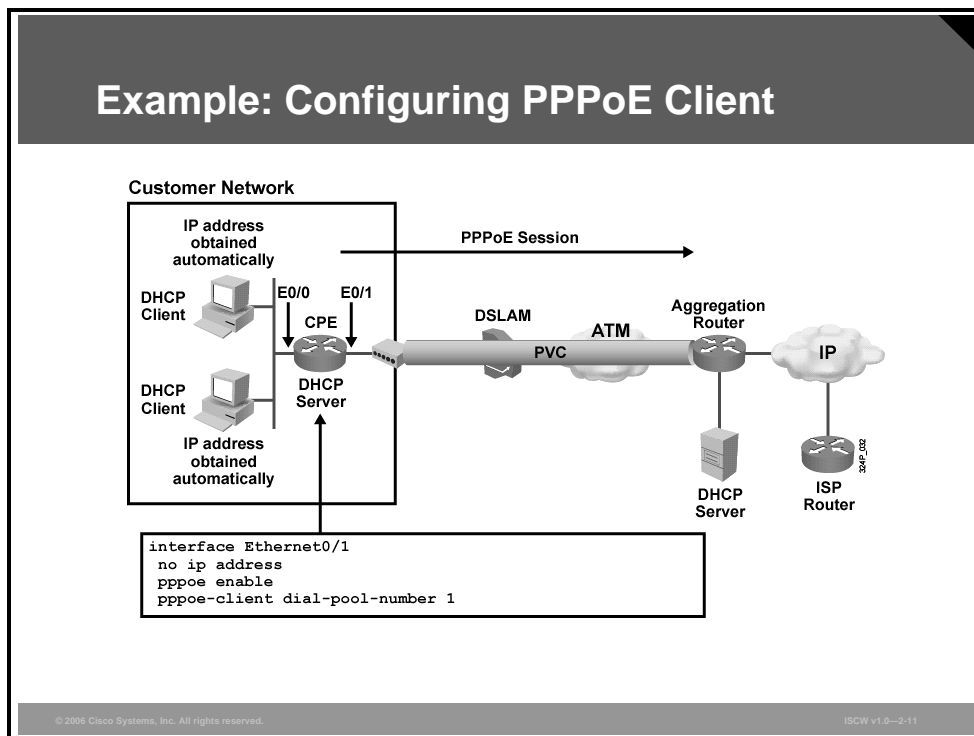 Example: Configuring PPPoE Client
Customer Network
IP address
obtained
automatically
DHCP
Client
E0/0
E0/1
CPE
DHCP
Server
DHCP
Client
IP address
obtained
automatically
PPPoE Session
DSLAM
ATM
PVC
Aggregation
Router
IP
DHCP
Server
ISP
Router
324P_032
interface Ethernet0/1
no ip address
pppoe enable
pppoe-client dial-pool-number 1
© 2006 Cisco Systems, Inc. All rights reserved.
ISCW v1.0—2-11